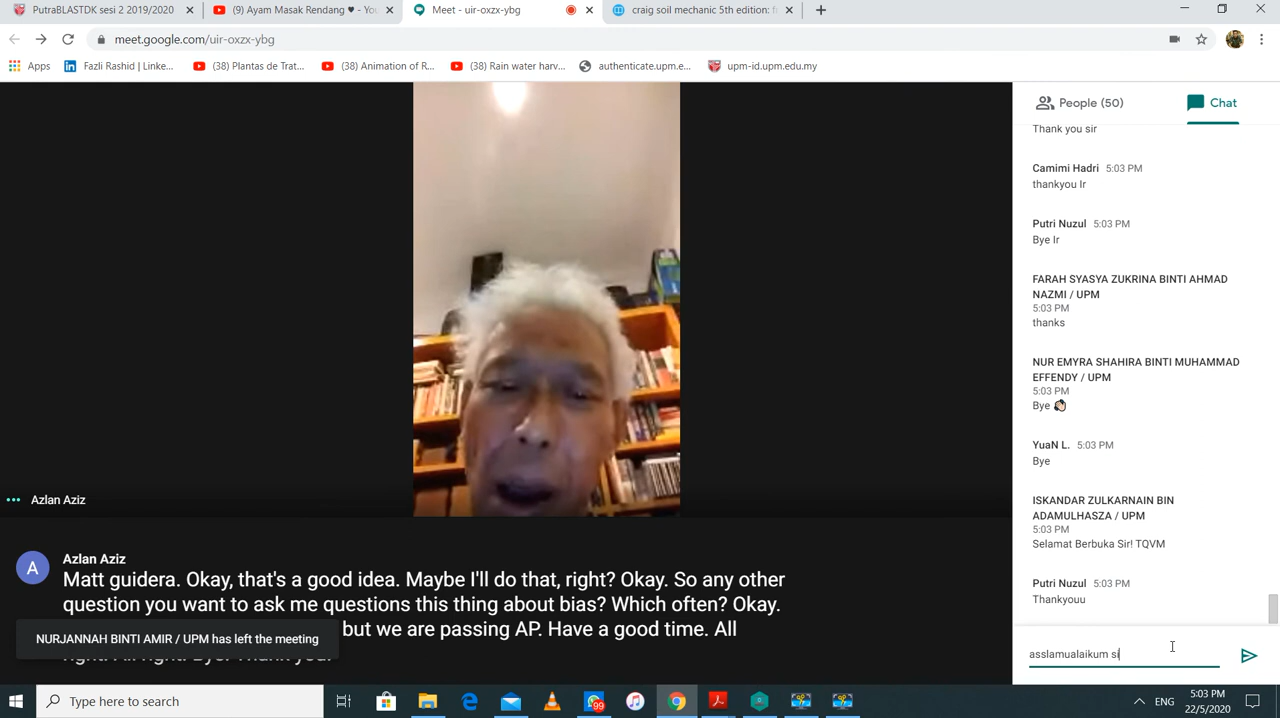 PutraBLASTDK sesi 2 2019/2020
(9) Ayam Masak Rendang ♥ - You
Meet - uir-oxzx-ybg
craig soil mechanic 5th edition: f
meet.google.com/uir-oxzx-ybg
Apps
Fazli Rashid | Linke...
(38) Plantas de Trat...
(38) Animation of R...
(38) Rain water harv...
authenticate.upm.e...
upm-id.upm.edu.my
People (50)
Chat
Thank you sir
Camimi Hadri 5:03 PM
thankyou Ir
Putri Nuzul 5:03 PM
Bye Ir
FARAH SYASYA ZUKRINA BINTI AHMAD
NAZMI / UPM
5:03 PM
thanks
NUR EMYRA SHAHIRA BINTI MUHAMMAD
EFFENDY / UPM
5:03 PM
Bye 👋🏻
YuaN L. 5:03 PM
Bye
ISKANDAR ZULKARNAIN BIN
ADAMULHASZA / UPM
5:03 PM
Selamat Berbuka Sir! TQVM
Putri Nuzul 5:03 PM
Thankyouu
asslamualaikum si
Azlan Aziz
A
Azlan Aziz
Matt guidera. Okay, that's a good idea. Maybe I'll do that, right? Okay. So any other
question you want to ask me questions this thing about bias? Which often? Okay.
but we are passing AP. Have a good time. All
NURJANNAH BINTI AMIR / UPM has left the meeting
Type here to search
99
ENG
5:03 PM
22/5/2020